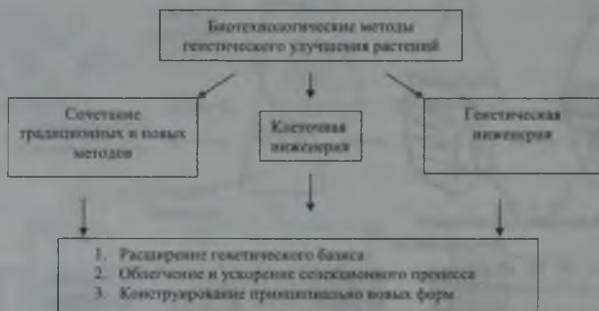 Биотехнологические методы
генетического улучшения растений
Сочетание
традиционных и новых
методов
Клеточная
инженерия
Генетическая
инженерия
1. Расширение генетического базиса
2. Облегчение и ускорение селекционного процесса
3. Конструирование принципиально новых форм